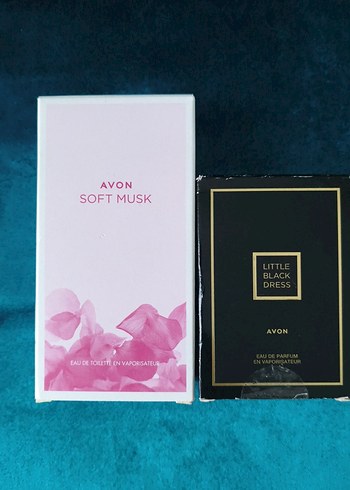 AVON
SOFT MUSK
EAU DE TOILETTE EN VAPORISATEUR
LITTLE
BLACK
DRESS
AVON
EAU DE PARFUM
EN VAPORISATEUR